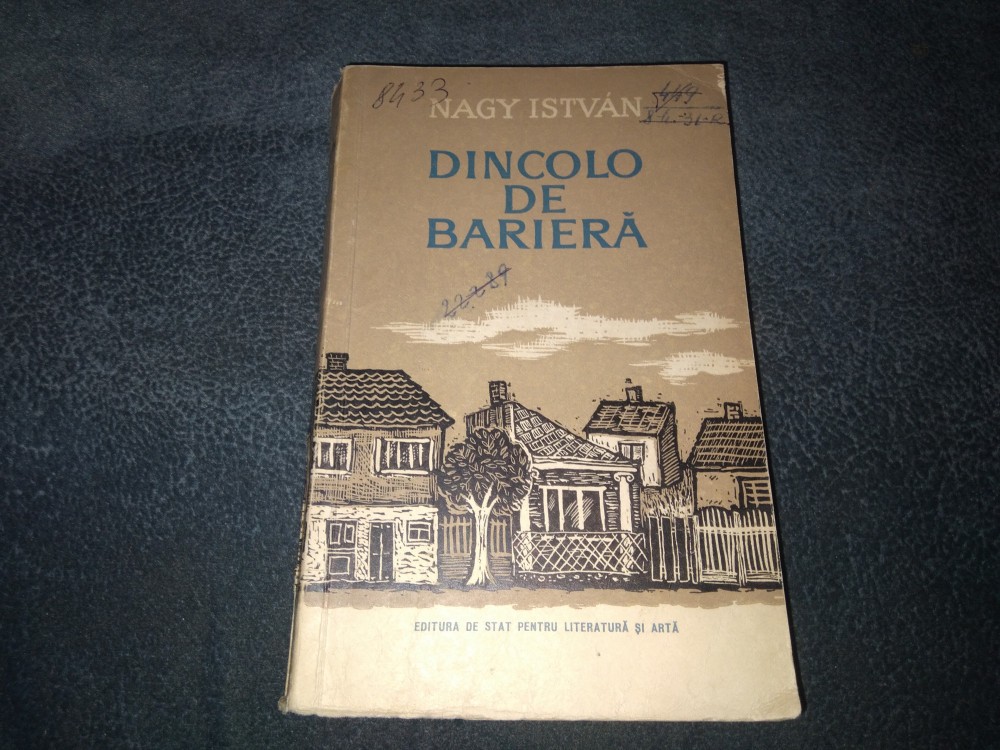 8433
NAGY ISTVÁN
DINCOLO
DE
BARIERĂ
EDITURA DE STAT PENTRU LITERATURĂ ȘI ARTĂ